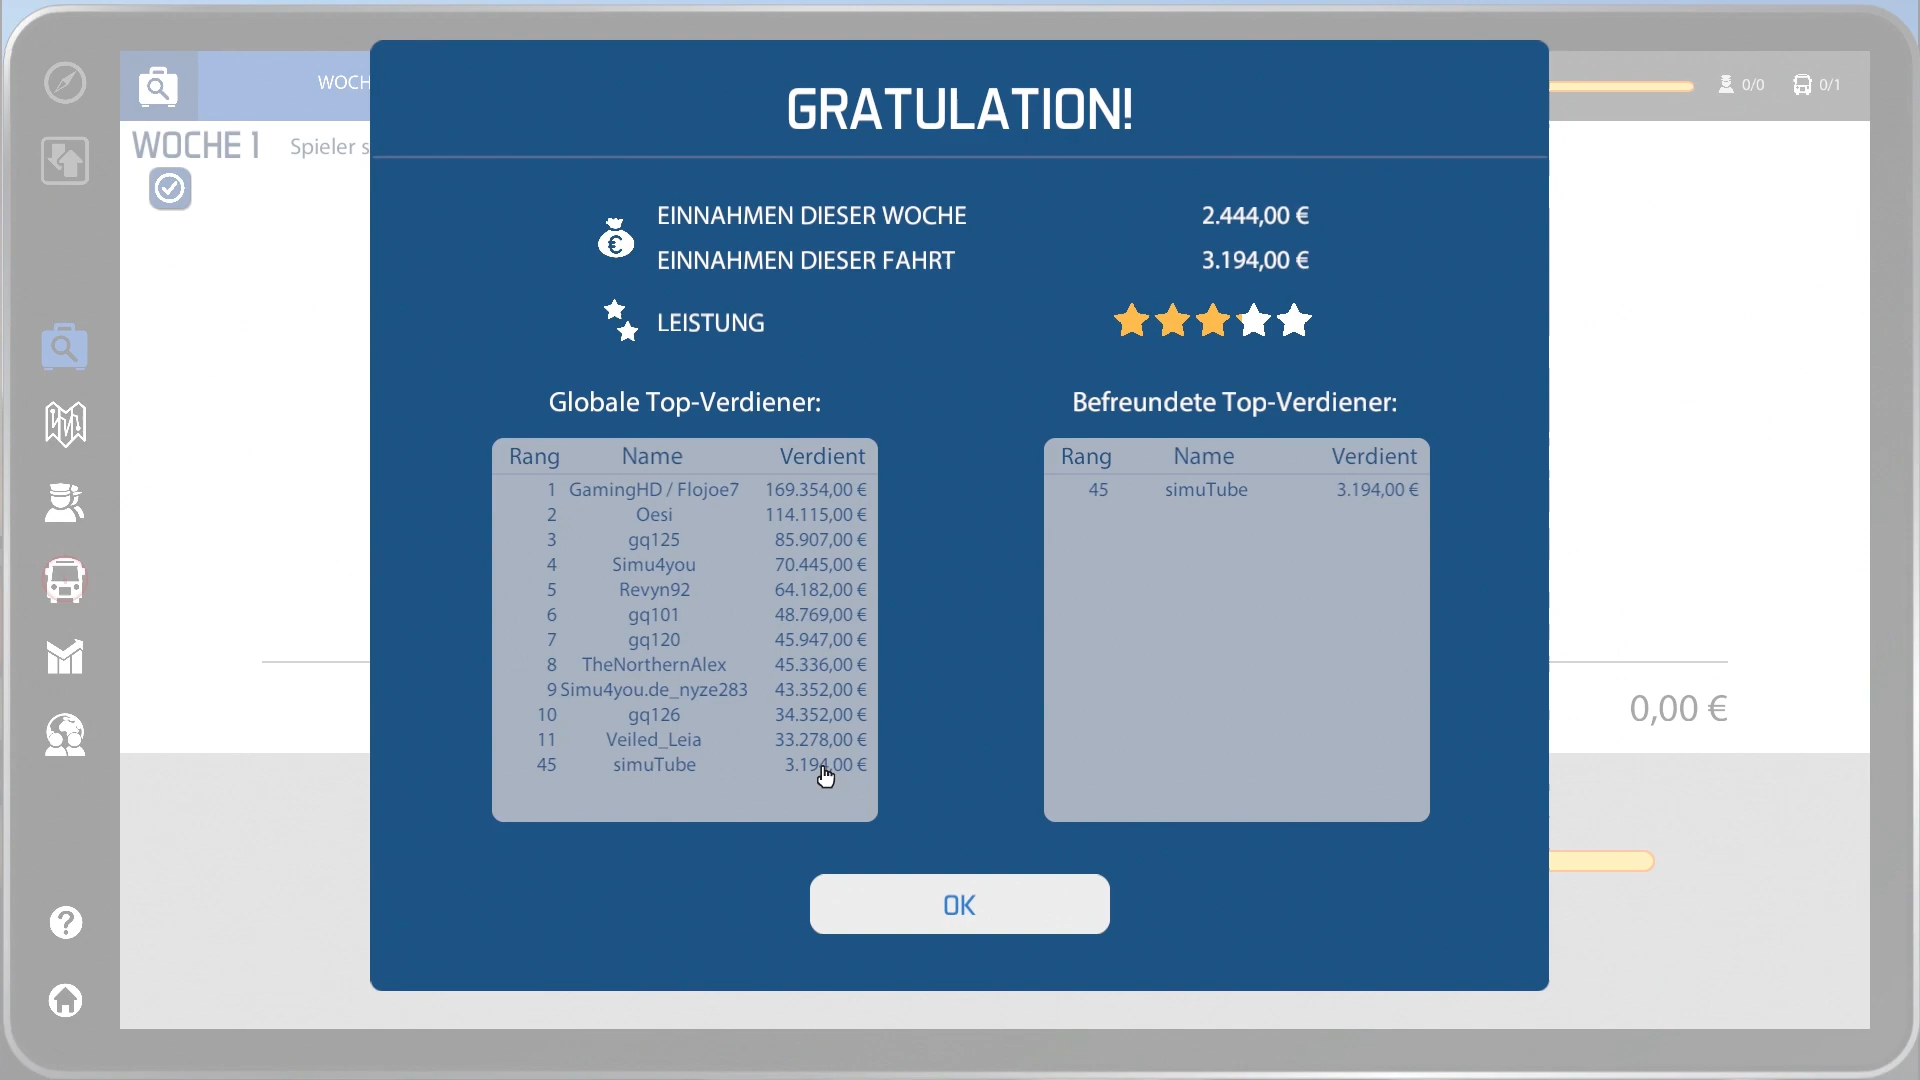 GRATULATION!
WOCH
0/0
0/1
WOCHE 1
Spieler s
EINNAHMEN DIESER WOCHE 2.444,00 €
EINNAHMEN DIESER FAHRT 3.194,00 €
LEISTUNG
Globale Top-Verdiener:
Rang Name Verdient
1 GamingHD / Flojoe7 169.354,00 €
2 Oesi 114.115,00 €
3 gq125 85.907,00 €
4 Simu4you 70.445,00 €
5 Revyn92 64.182,00 €
6 gq101 48.769,00 €
7 gq120 45.947,00 €
8 TheNorthernAlex 45.336,00 €
9 Simu4you.de_nyze283 43.352,00 €
10 gq126 34.352,00 €
11 Veiled_Leia 33.278,00 €
45 simuTube 3.194,00 €
Befreundete Top-Verdiener:
Rang Name Verdient
45 simuTube 3.194,00 €
0,00 €
OK